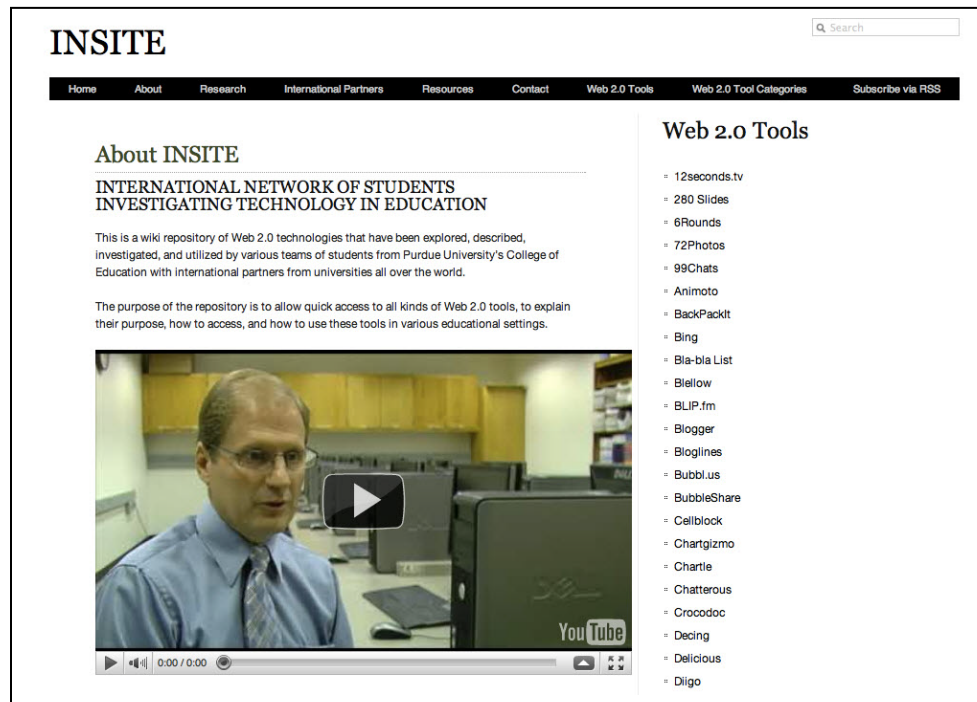 INSITE
Search
Home About Research International Partners Resources Contact Web 2.0 Tools Web 2.0 Tool Categories Subscribe via RSS
About INSITE
INTERNATIONAL NETWORK OF STUDENTS
INVESTIGATING TECHNOLOGY IN EDUCATION
This is a wiki repository of Web 2.0 technologies that have been explored, described,
investigated, and utilized by various teams of students from Purdue University's College of
Education with international partners from universities all over the world.
The purpose of the repository is to allow quick access to all kinds of Web 2.0 tools, to explain
their purpose, how to access, and how to use these tools in various educational settings.
DELL
YouTube
0:00 / 0:00
Web 2.0 Tools
12seconds.tv
280 Slides
6Rounds
72Photos
99Chats
Animoto
BackPackIt
Bing
Bla-bla List
Blellow
BLIP.fm
Blogger
Bloglines
Bubbl.us
BubbleShare
Cellblock
Chartgizmo
Chartle
Chatterous
Crocodoc
Decing
Delicious
Diigo